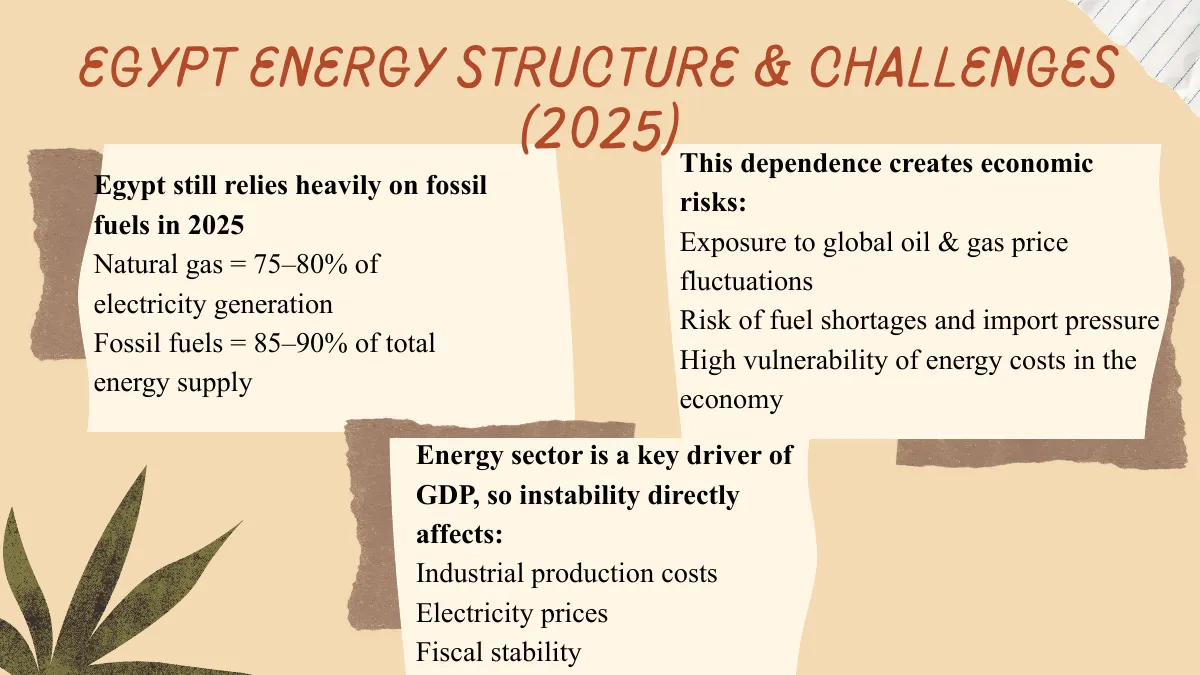 EGYPT ENERGY STRUCTURE & CHALLENGES
(2025)
Egypt still relies heavily on fossil
fuels in 2025
Natural gas = 75–80% of
electricity generation
Fossil fuels = 85–90% of total
energy supply
This dependence creates economic
risks:
Exposure to global oil & gas price
fluctuations
Risk of fuel shortages and import pressure
High vulnerability of energy costs in the
economy
Energy sector is a key driver of
GDP, so instability directly
affects:
Industrial production costs
Electricity prices
Fiscal stability